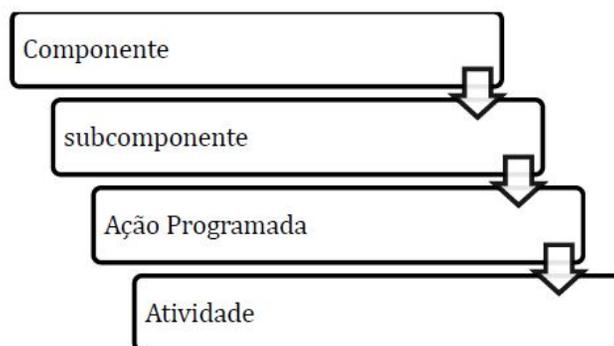 Componente
subcomponente
Ação Programada
Atividade